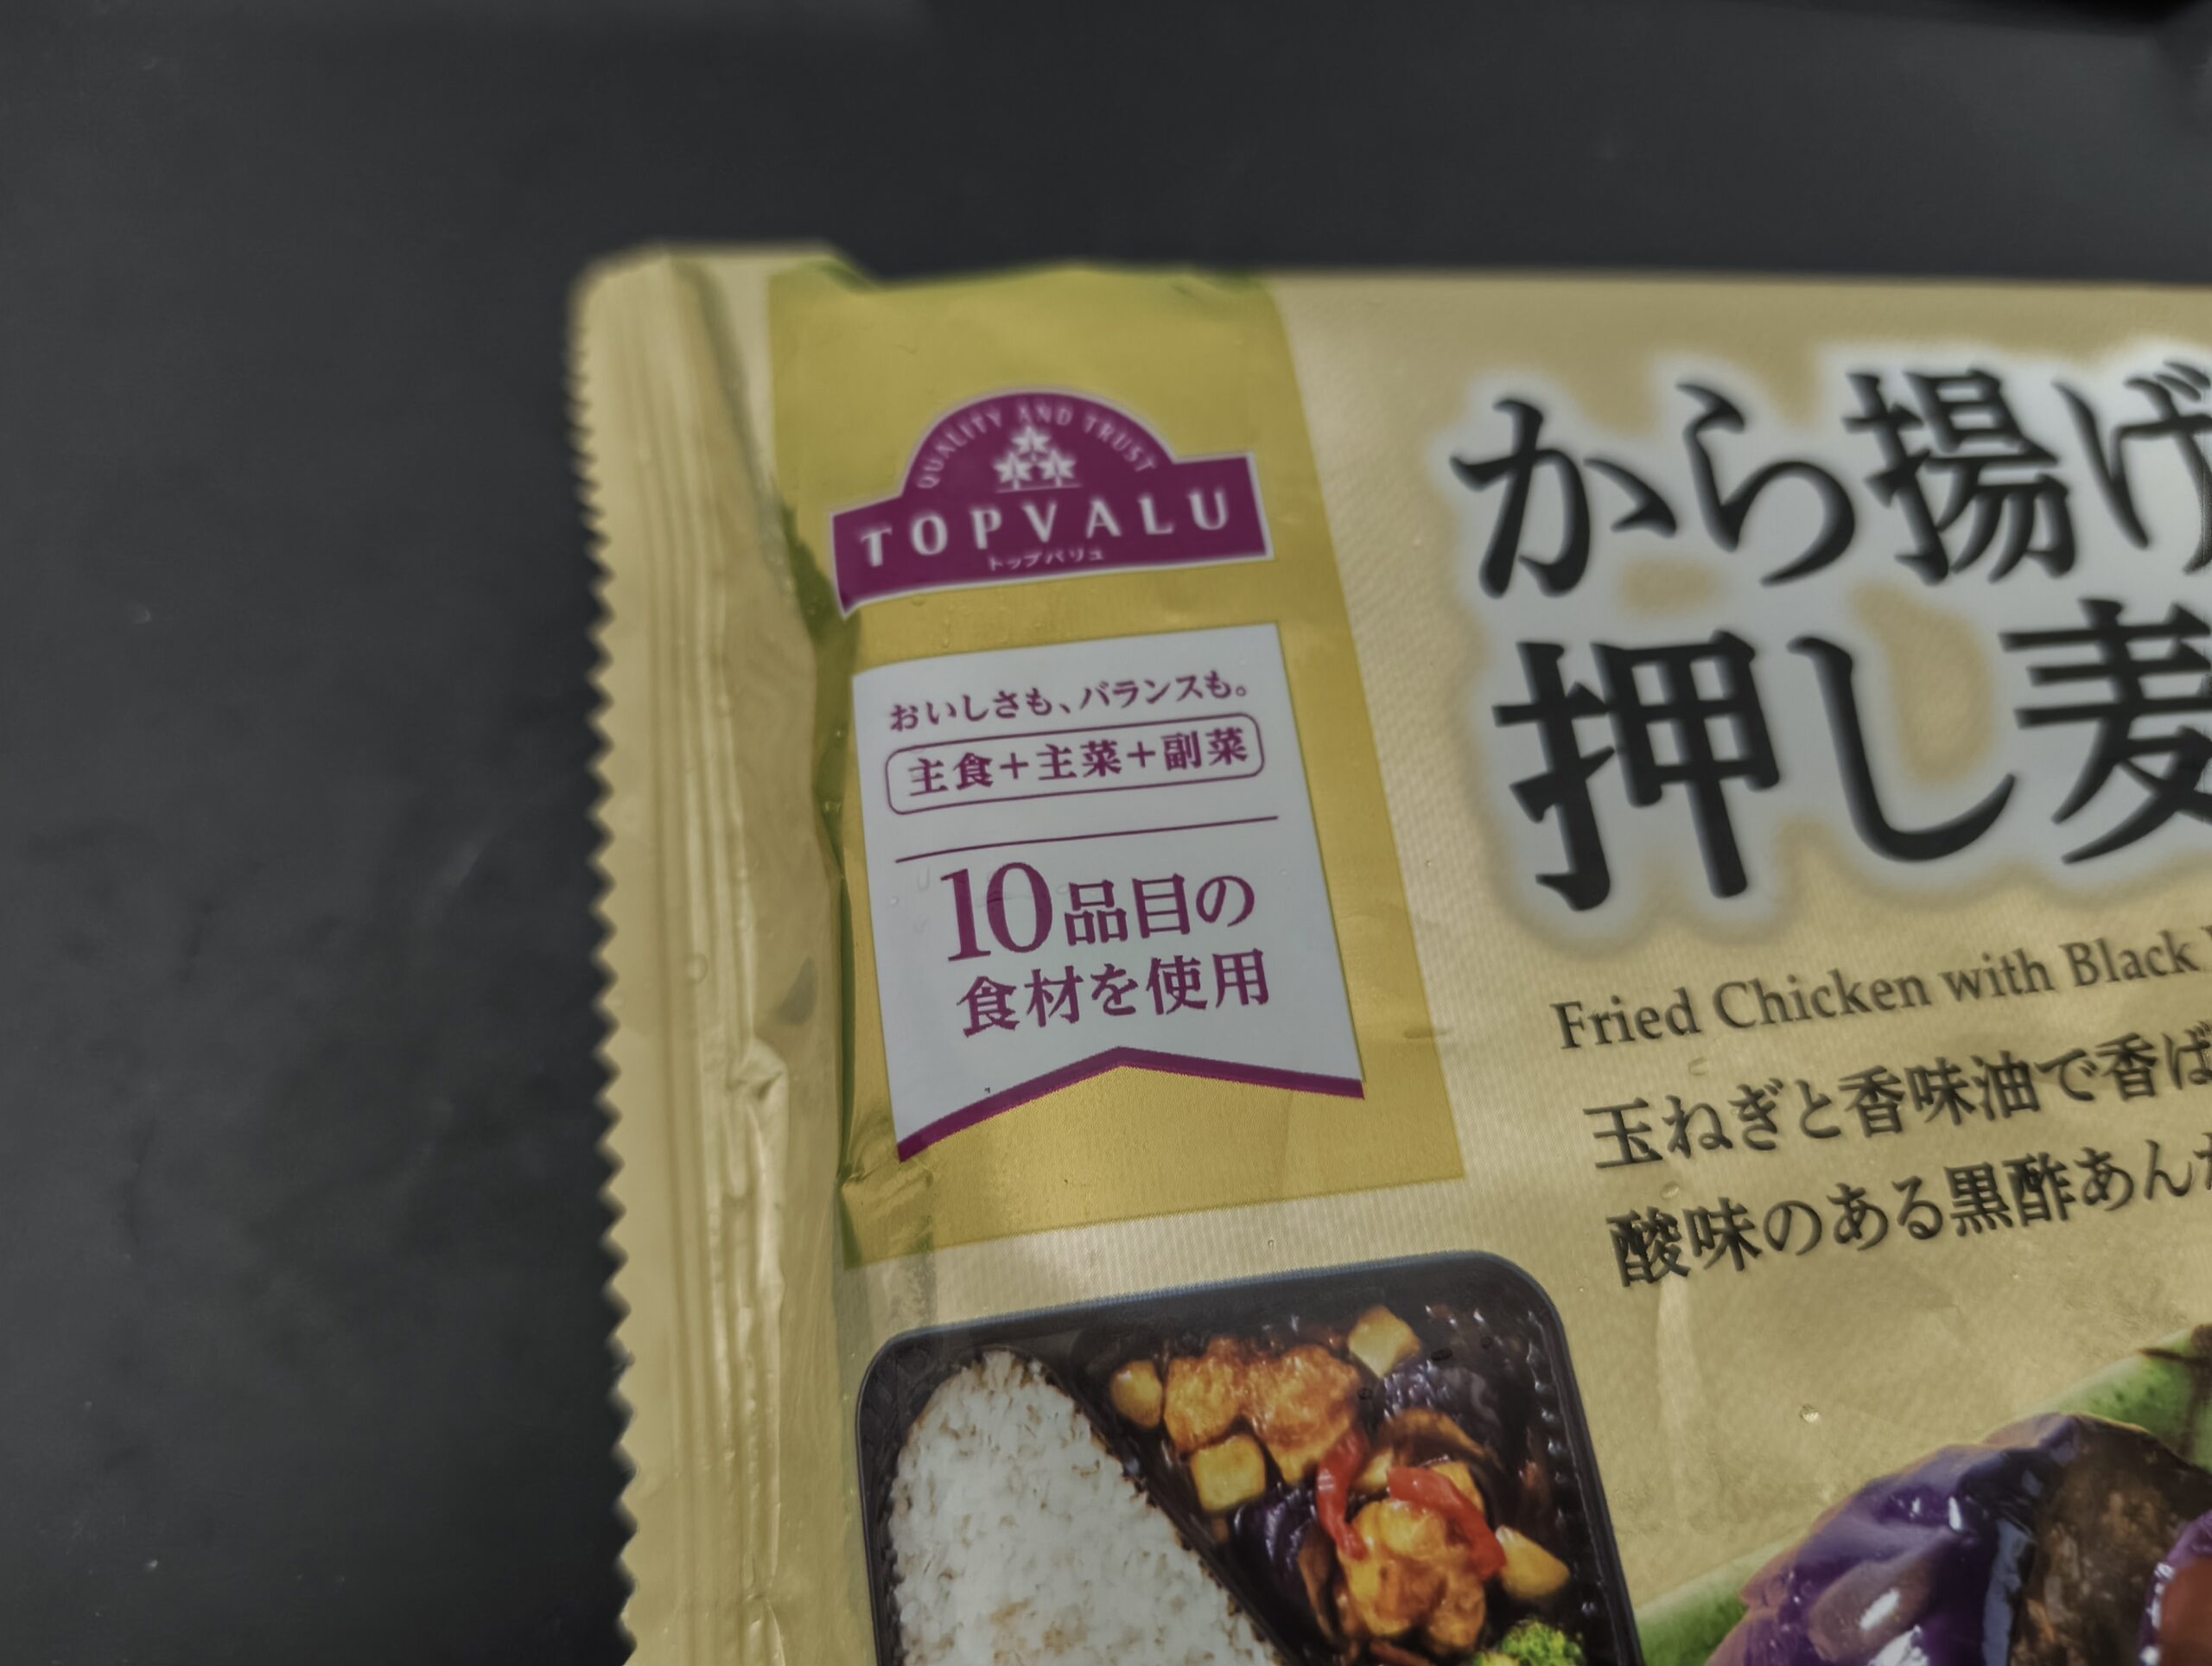 QUALITY AND TRUST
TOPVALU
トップバリュ
おいしさも、バランスも。
主食+主菜+副菜
10品目の
食材を使用
から揚げ
押し麦
Fried Chicken with Black
玉ねぎと香味油で香ば
酸味のある黒酢あん